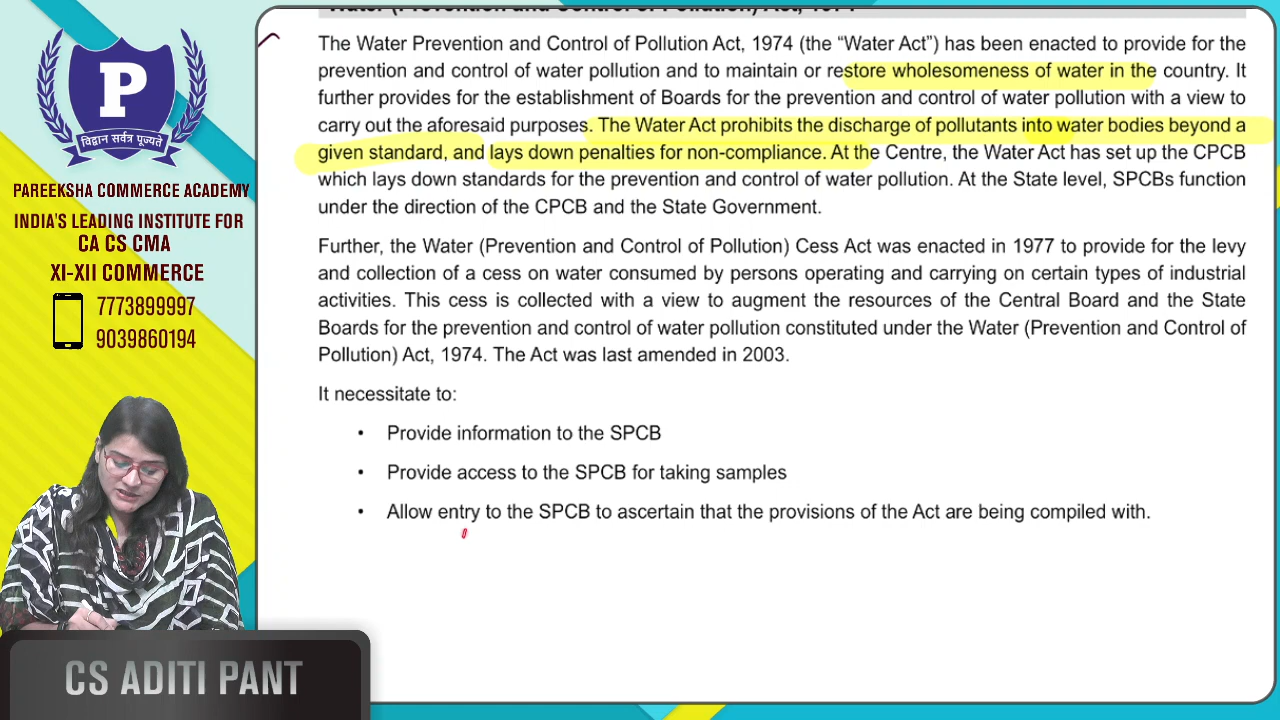 Water (Prevention and Control of Pollution) Act, 1974
The Water Prevention and Control of Pollution Act, 1974 (the “Water Act”) has been enacted to provide for the
prevention and control of water pollution and to maintain or restore wholesomeness of water in the country. It
further provides for the establishment of Boards for the prevention and control of water pollution with a view to
carry out the aforesaid purposes. The Water Act prohibits the discharge of pollutants into water bodies beyond a
given standard, and lays down penalties for non-compliance. At the Centre, the Water Act has set up the CPCB
which lays down standards for the prevention and control of water pollution. At the State level, SPCBs function
under the direction of the CPCB and the State Government.
Further, the Water (Prevention and Control of Pollution) Cess Act was enacted in 1977 to provide for the levy
and collection of a cess on water consumed by persons operating and carrying on certain types of industrial
activities. This cess is collected with a view to augment the resources of the Central Board and the State
Boards for the prevention and control of water pollution constituted under the Water (Prevention and Control of
Pollution) Act, 1974. The Act was last amended in 2003.
It necessitate to:
• Provide information to the SPCB
• Provide access to the SPCB for taking samples
• Allow entry to the SPCB to ascertain that the provisions of the Act are being compiled with.
P
विद्वान सर्वत्र पूज्यते
PAREEKSHA COMMERCE ACADEMY
INDIA'S LEADING INSTITUTE FOR
CA CS CMA
XI-XII COMMERCE
7773899997
9039860194
CS ADITI PANT